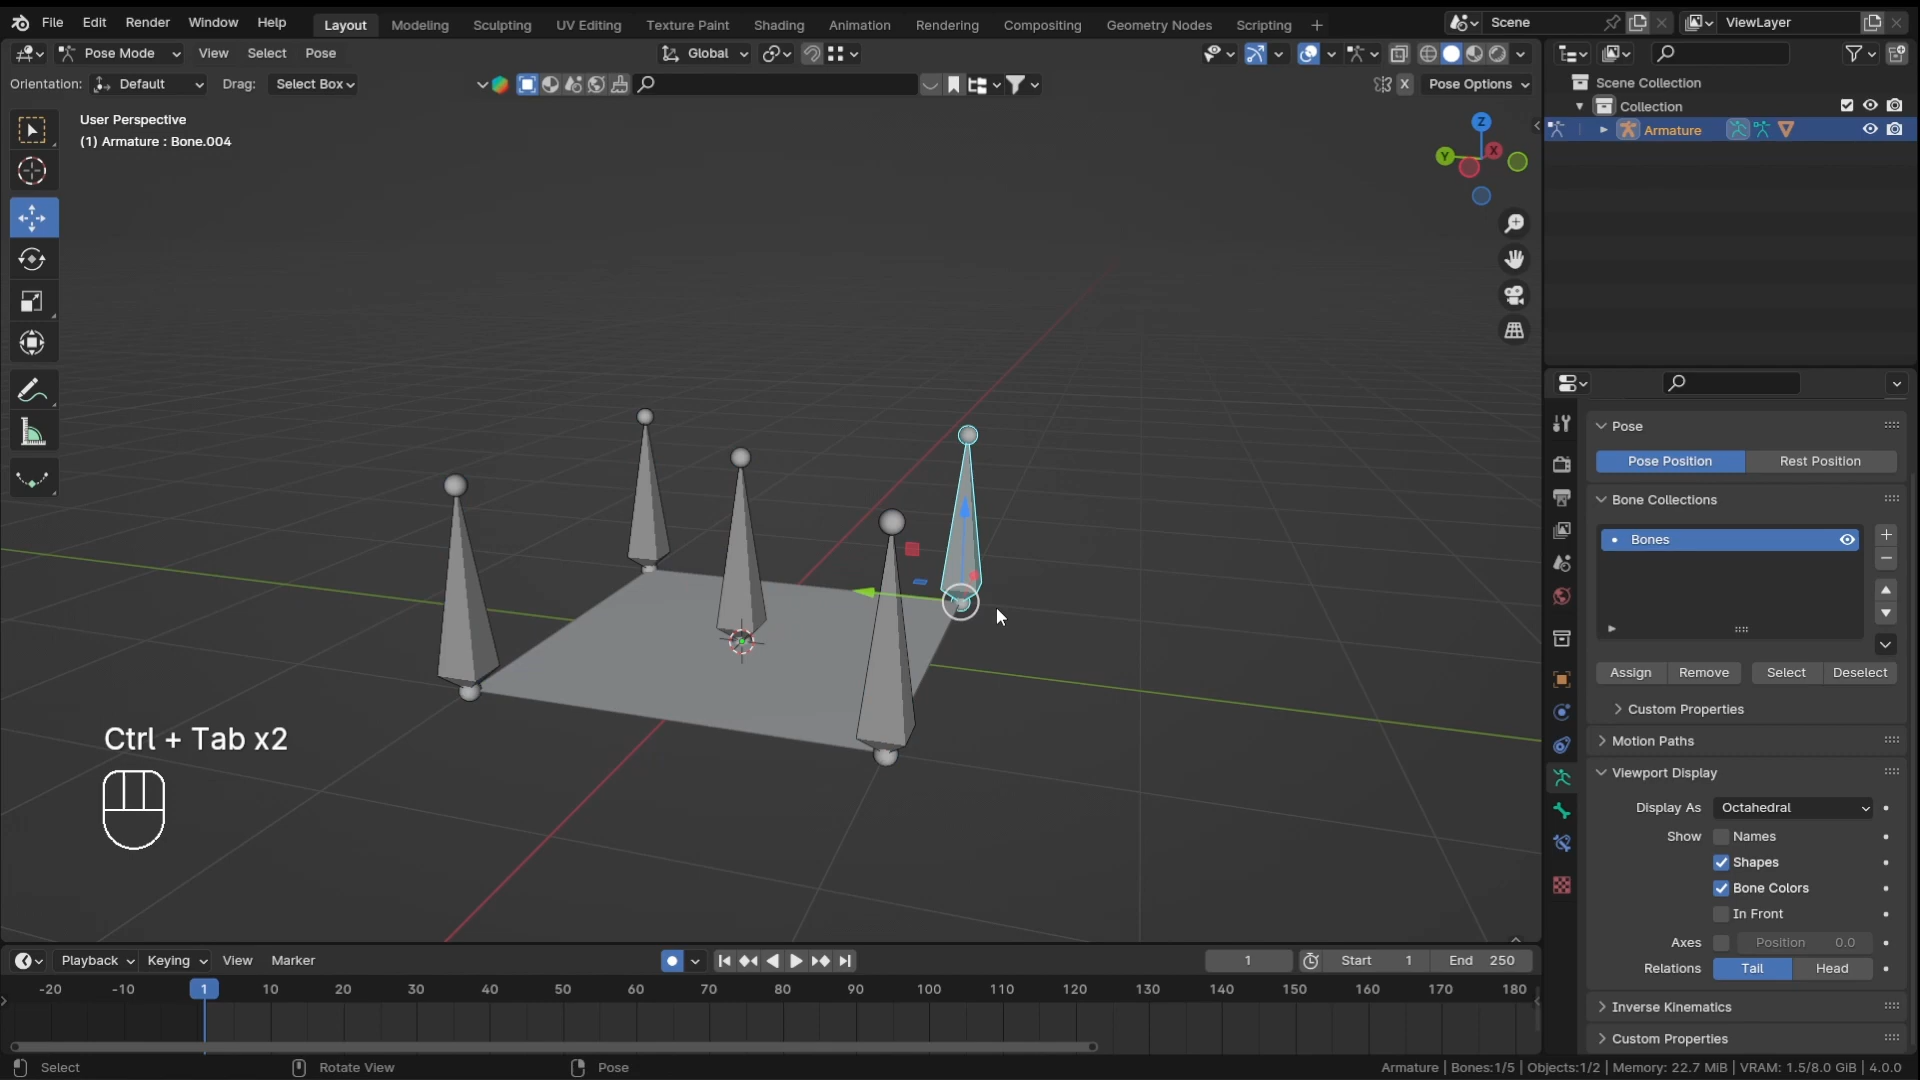 File Edit Render Window Help Layout Modeling Sculpting UV Editing Texture Paint Shading Animation Rendering Compositing Geometry Nodes Scripting + Scene ViewLayer
Pose Mode View Select Pose Global
Orientation: Default Drag: Select Box X Pose Options
User Perspective
(1) Armature : Bone.004
Z
Y
X
Scene Collection
Collection
Armature
Pose
Pose Position Rest Position
Bone Collections
Bones
Assign Remove Select Deselect
Custom Properties
Motion Paths
Viewport Display
Display As Octahedral
Show Names
Shapes
Bone Colors
In Front
Axes Position 0.0
Relations Tail Head
Inverse Kinematics
Custom Properties
Ctrl + Tab x2
Playback Keying View Marker 1 Start 1 End 250
-20 -10 1 10 20 30 40 50 60 70 80 90 100 110 120 130 140 150 160 170 180
Select Rotate View Pose Armature | Bones:1/5 | Objects:1/2 | Memory: 22.7 MiB | VRAM: 1.5/8.0 GiB | 4.0.0